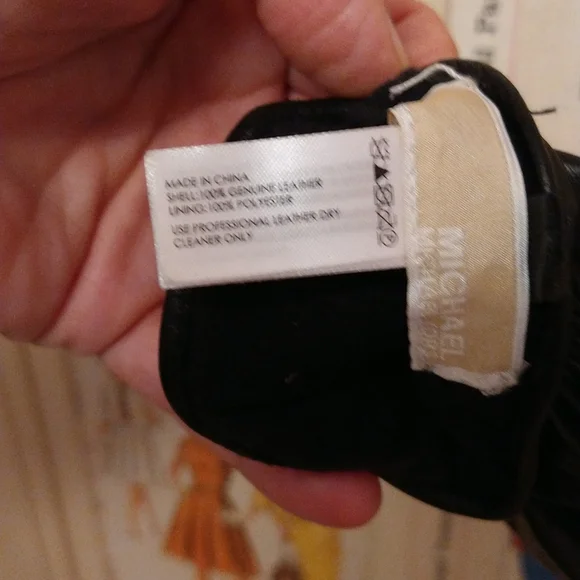 MADE IN CHINA
SHELL:100% GENUINE LEATHER
LINING:100% POLYESTER
USE PROFESSIONAL LEATHER DRY
CLEANER ONLY
MICHAEL
MICHAEL KORS